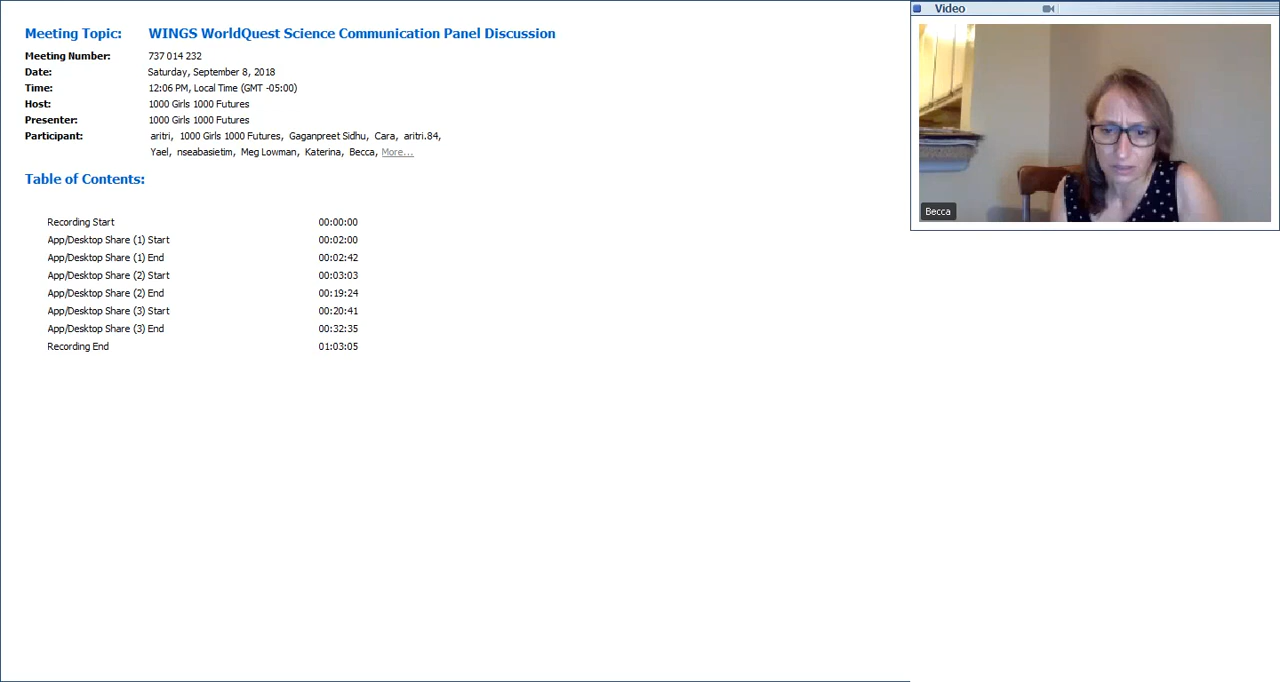 Meeting Topic: WINGS WorldQuest Science Communication Panel Discussion
Meeting Number: 737 014 232
Date: Saturday, September 8, 2018
Time: 12:06 PM, Local Time (GMT -05:00)
Host: 1000 Girls 1000 Futures
Presenter: 1000 Girls 1000 Futures
Participant: aritri, 1000 Girls 1000 Futures, Gaganpreet Sidhu, Cara, aritri.84,
Yael, nseabasietim, Meg Lowman, Katerina, Becca, More...
Table of Contents:
Recording Start 00:00:00
App/Desktop Share (1) Start 00:02:00
App/Desktop Share (1) End 00:02:42
App/Desktop Share (2) Start 00:03:03
App/Desktop Share (2) End 00:19:24
App/Desktop Share (3) Start 00:20:41
App/Desktop Share (3) End 00:32:35
Recording End 01:03:05
Video
Becca